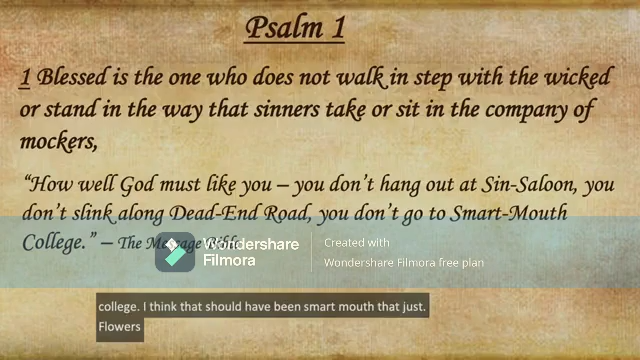 Psalm 1
1 Blessed is the one who does not walk in step with the wicked
or stand in the way that sinners take or sit in the company of
mockers,
“How well God must like you – you don’t hang out at Sin-Saloon, you
don’t slink along Dead-End Road, you don’t go to Smart-Mouth
College.” – The Message Bible
Wondershare
Filmora
Created with
Wondershare Filmora free plan
college. I think that should have been smart mouth that just.
Flowers